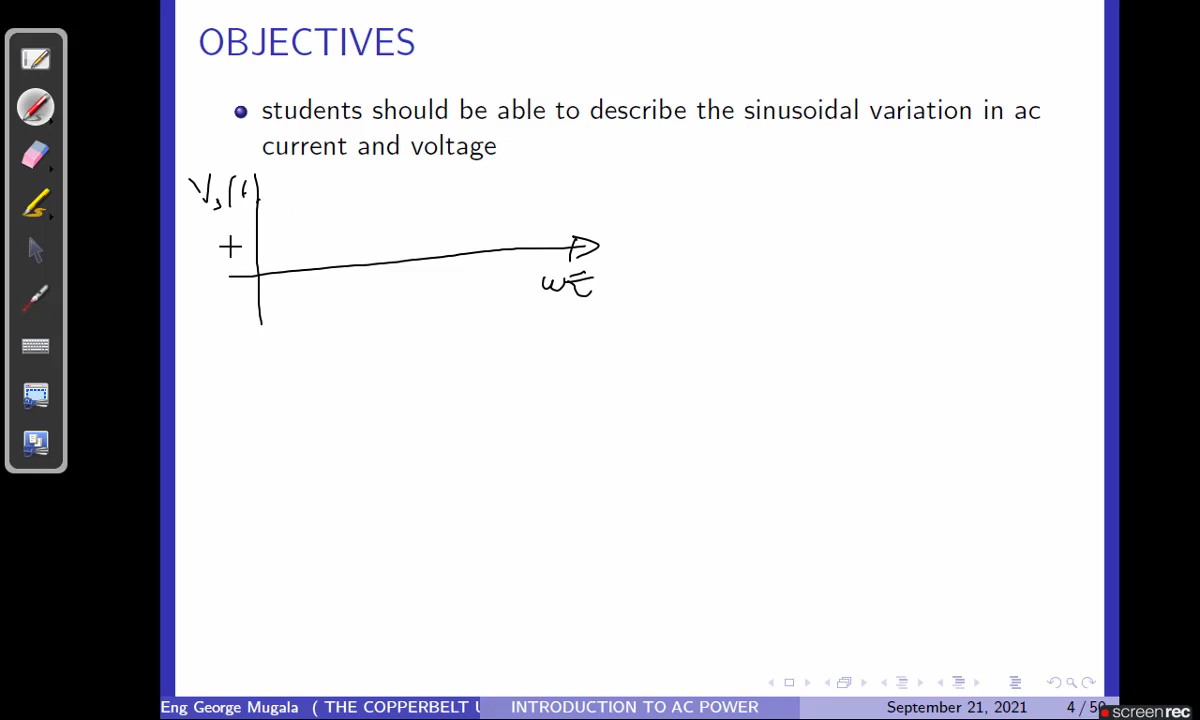 OBJECTIVES
students should be able to describe the sinusoidal variation in ac
current and voltage
Vs(t)
+
ωt
Eng George Mugala ( THE COPPERBELT U INTRODUCTION TO AC POWER September 21, 2021 4 / 50
screenrec